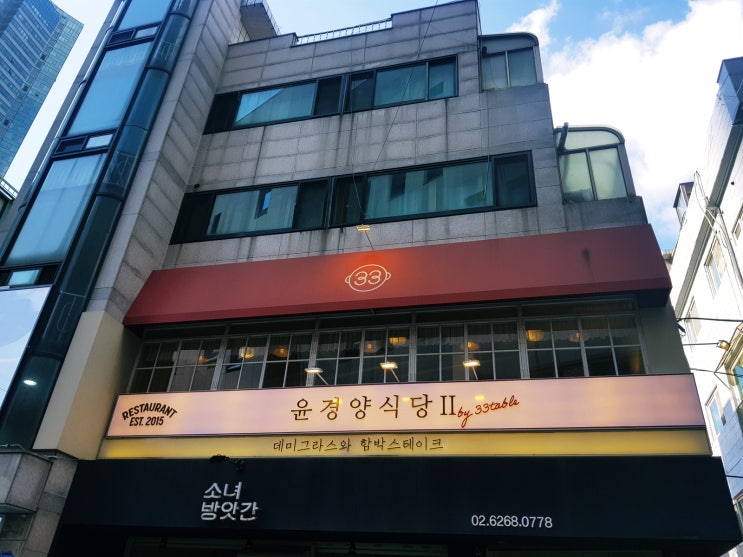 33
RESTAURANT
EST. 2015
윤경양식당 II by 33table
데미그라스와 함박스테이크
소녀
방앗간
02.6268.0778